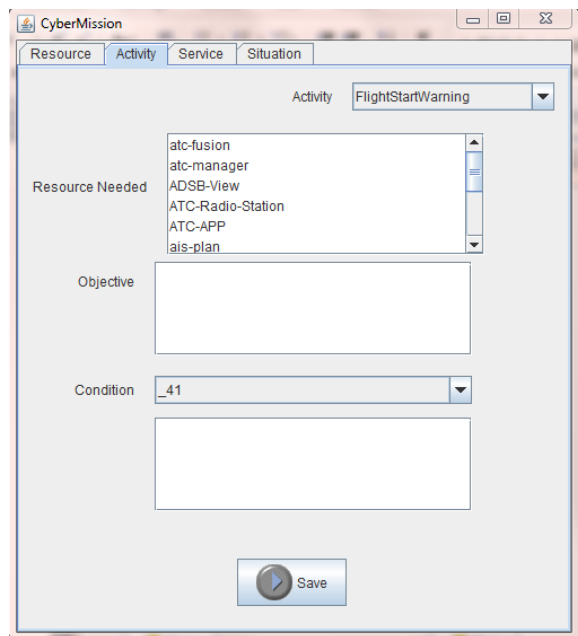 CyberMission
Resource Activity Service Situation
Activity FlightStartWarning
Resource Needed
atc-fusion
atc-manager
ADSB-View
ATC-Radio-Station
ATC-APP
ais-plan
Objective
Condition _41
Save